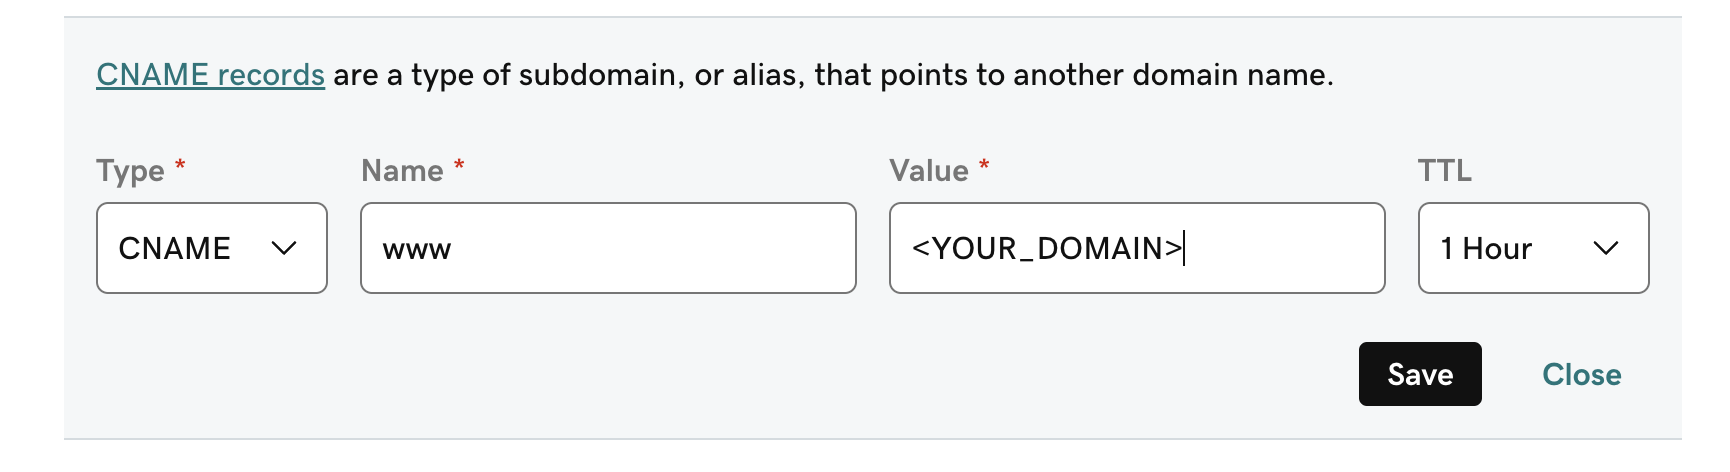 CNAME records are a type of subdomain, or alias, that points to another domain name.
Type * Name * Value * TTL
CNAME www <YOUR_DOMAIN> 1 Hour
Save Close